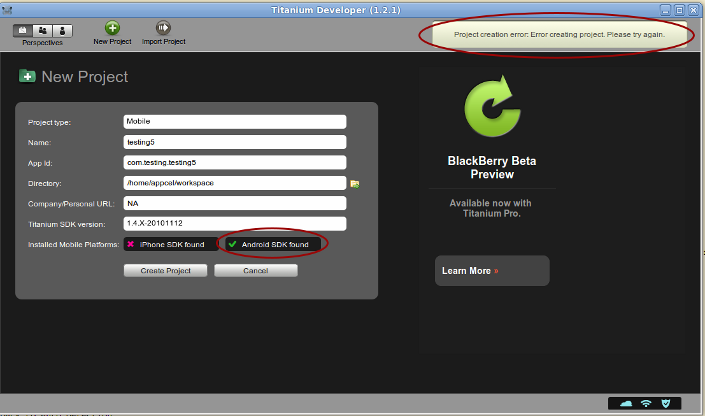 Titanium Developer (1.2.1)
Perspectives
New Project
Import Project
Project creation error: Error creating project. Please try again.
New Project
Project type:
Mobile
Name:
testing5
App Id:
com.testing.testing5
Directory:
/home/appcel/workspace
Company/Personal URL:
NA
Titanium SDK version:
1.4.X-20101112
Installed Mobile Platforms:
iPhone SDK found
Android SDK found
Create Project
Cancel
BlackBerry Beta
Preview
Available now with
Titanium Pro.
Learn More »